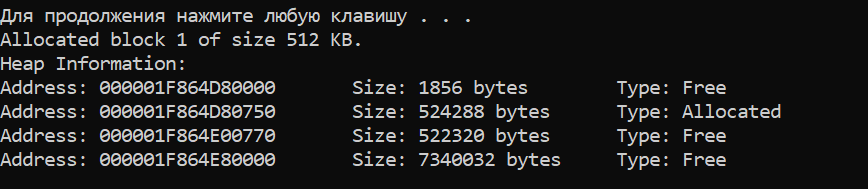 Для продолжения нажмите любую клавишу . . .
Allocated block 1 of size 512 KB.
Heap Information:
Address: 000001F864D80000 Size: 1856 bytes Type: Free
Address: 000001F864D80750 Size: 524288 bytes Type: Allocated
Address: 000001F864E00770 Size: 522320 bytes Type: Free
Address: 000001F864E80000 Size: 7340032 bytes Type: Free